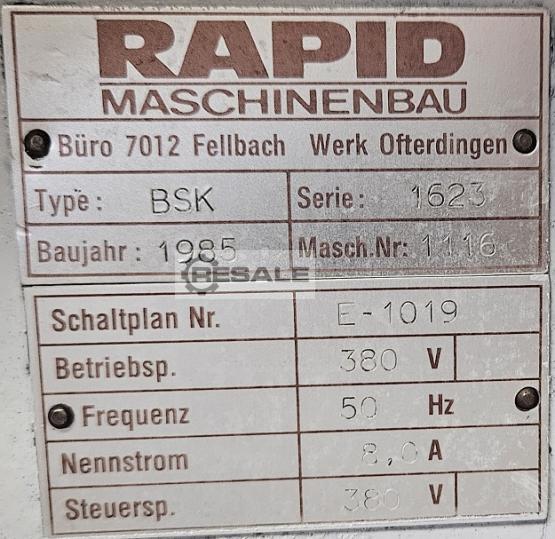 RAPID
MASCHINENBAU
Büro 7012 Fellbach Werk Ofterdingen
Type: BSK Serie: 1623
Baujahr: 1985 Masch.Nr: 1116
RESALE
Schaltplan Nr. E-1019
Betriebsp. 380 V
Frequenz 50 Hz
Nennstrom 8,0 A
Steuersp. 380 V